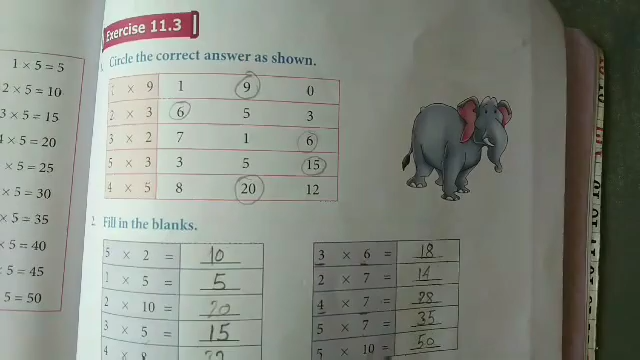 Exercise 11.3
Circle the correct answer as shown.
1 × 9 1 9 0
2 × 3 6 5 3
3 × 2 7 1 6
5 × 3 3 5 15
4 × 5 8 20 12
2. Fill in the blanks.
5 × 2 = 10
1 × 5 = 5
2 × 10 = 20
3 × 5 = 15
4 × 8
3 × 6 = 18
2 × 7 = 14
4 × 7 = 28
5 × 7 = 35
5 × 10 = 50
1 × 5 = 5
2 × 5 = 10
3 × 5 = 15
4 × 5 = 20
× 5 = 25
× 5 = 30
× 5 = 35
× 5 = 40
× 5 = 45
5 = 50